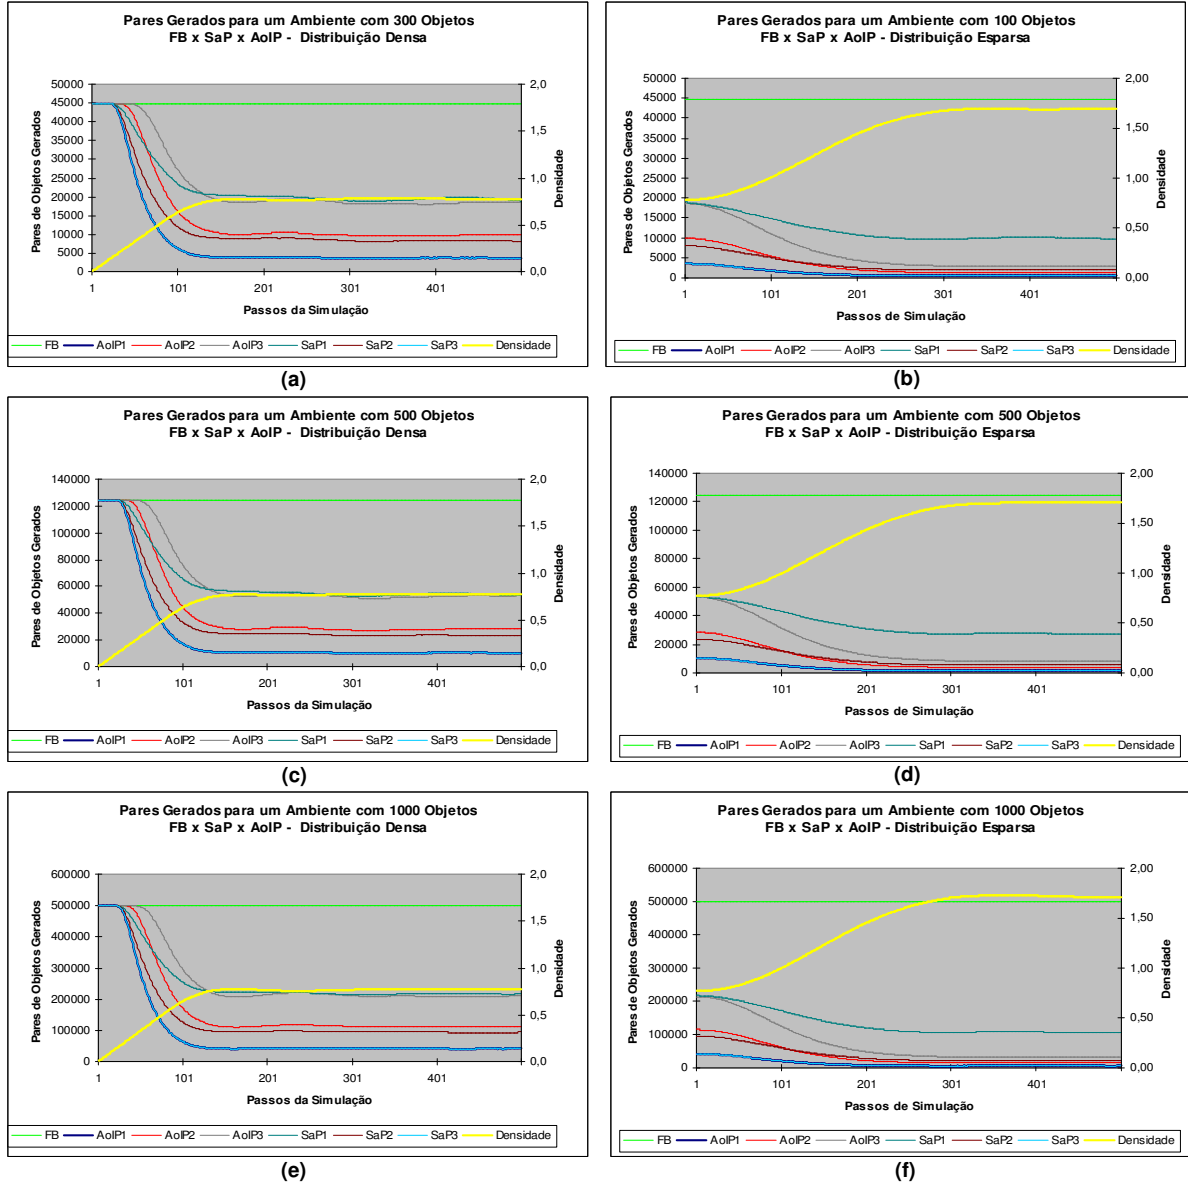 Pares Gerados para um Ambiente com 300 Objetos
FB x SaP x AoIP - Distribuição Densa
Pares de Objetos Gerados
50000
45000
40000
35000
30000
25000
20000
15000
10000
5000
0
2,0
1,5
1,0
0,5
0,0
Densidade
1 101 201 301 401
Passos da Simulação
FB AoIP1 AoIP2 AoIP3 SaP1 SaP2 SaP3 Densidade
(a)
Pares Gerados para um Ambiente com 100 Objetos
FB x SaP x AoIP - Distribuição Esparsa
Pares de Objetos Gerados
50000
45000
40000
35000
30000
25000
20000
15000
10000
5000
0
2,00
1,50
1,00
0,50
0,00
Densidade
1 101 201 301 401
Passos de Simulação
FB AoIP1 AoIP2 AoIP3 SaP1 SaP2 SaP3 Densidade
(b)
Pares Gerados para um Ambiente com 500 Objetos
FB x SaP x AoIP - Distribuição Densa
Pares de Objetos Gerados
140000
120000
100000
80000
60000
40000
20000
0
2,0
1,5
1,0
0,5
0,0
Densidade
1 101 201 301 401
Passos da Simulação
FB AoIP1 AoIP2 AoIP3 SaP1 SaP2 SaP3 Densidade
(c)
Pares Gerados para um Ambiente com 500 Objetos
FB x SaP x AoIP - Distribuição Esparsa
Pares de Objetos Gerados
140000
120000
100000
80000
60000
40000
20000
0
2,00
1,50
1,00
0,50
0,00
Densidade
1 101 201 301 401
Passos de Simulação
FB AoIP1 AoIP2 AoIP3 SaP1 SaP2 SaP3 Densidade
(d)
Pares Gerados para um Ambiente com 1000 Objetos
FB x SaP x AoIP - Distribuição Densa
Pares de Objetos Gerados
600000
500000
400000
300000
200000
100000
0
2,0
1,5
1,0
0,5
0,0
Densidade
1 101 201 301 401
Passos da Simulação
FB AoIP1 AoIP2 AoIP3 SaP1 SaP2 SaP3 Densidade
(e)
Pares Gerados para um Ambiente com 1000 Objetos
FB x SaP x AoIP - Distribuição Esparsa
Pares de Objetos Gerados
600000
500000
400000
300000
200000
100000
0
2,00
1,50
1,00
0,50
0,00
Densidade
1 101 201 301 401
Passos de Simulação
FB AoIP1 AoIP2 AoIP3 SaP1 SaP2 SaP3 Densidade
(f)